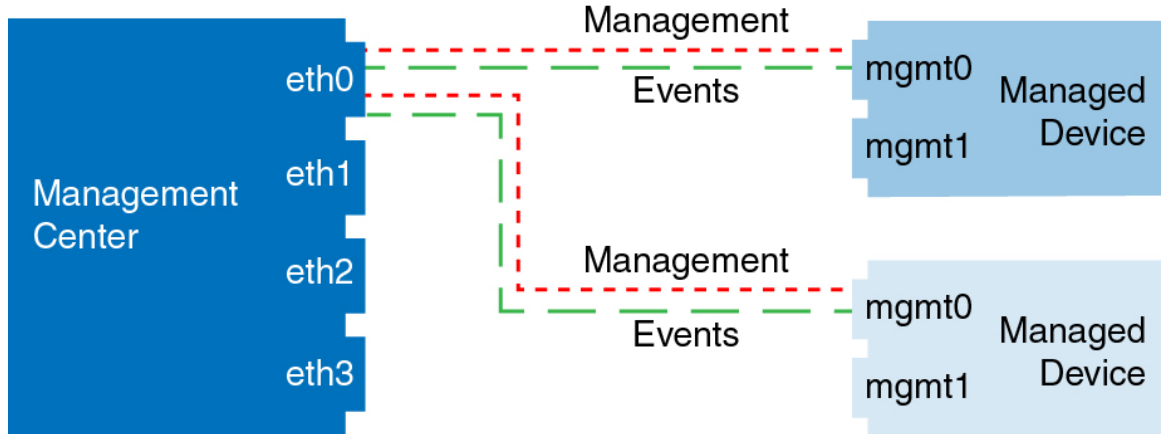 Management
Events
Management
Center
eth0
eth1
eth2
eth3
mgmt0
mgmt1
Managed
Device
Management
Events
mgmt0
mgmt1
Managed
Device